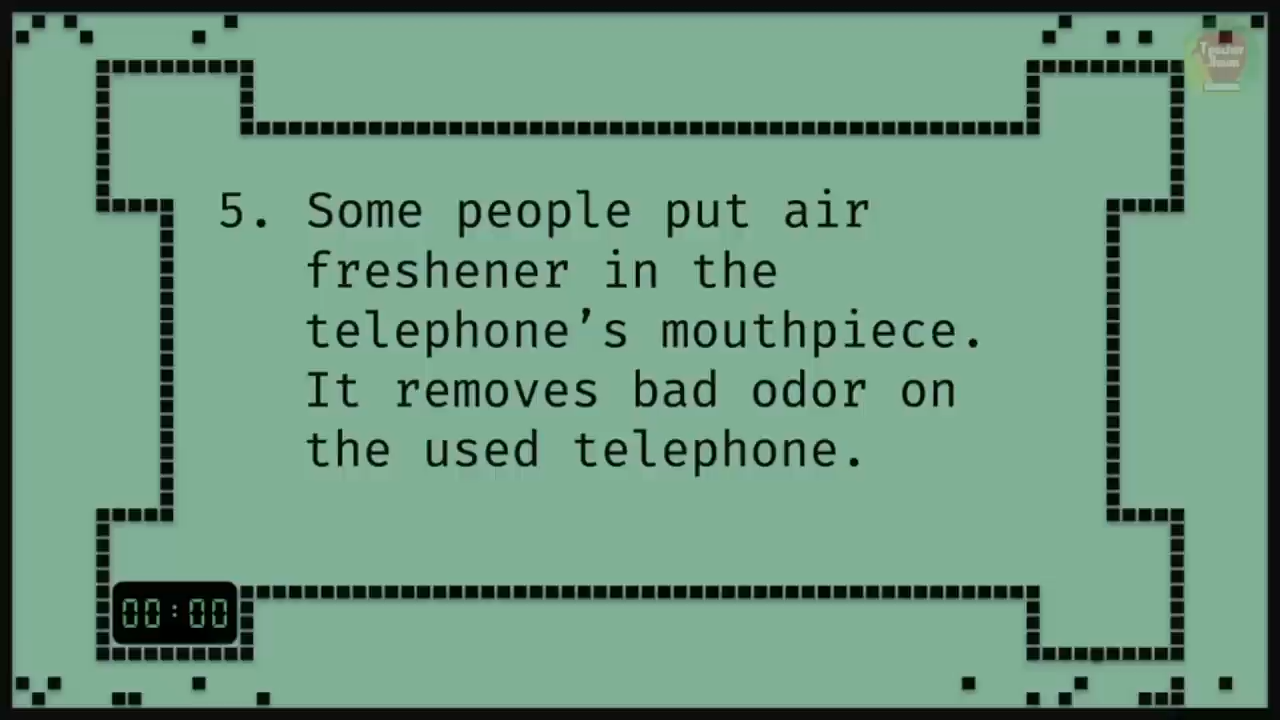 5. Some people put air
freshener in the
telephone’s mouthpiece.
It removes bad odor on
the used telephone.
00:00